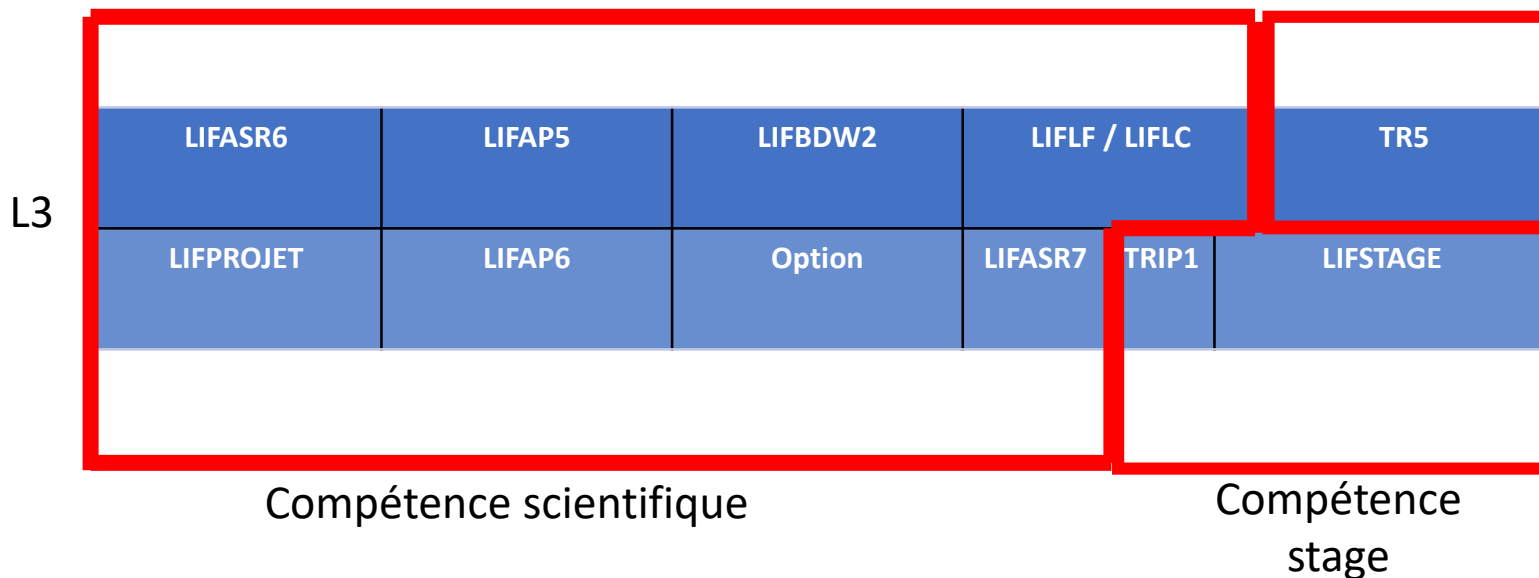 LIFASR6 LIFAP5 LIFBDW2 LIFLF / LIFLC TR5
L3
LIFPROJET LIFAP6 Option LIFASR7 TRIP1 LIFSTAGE
Compétence scientifique
Compétence
stage